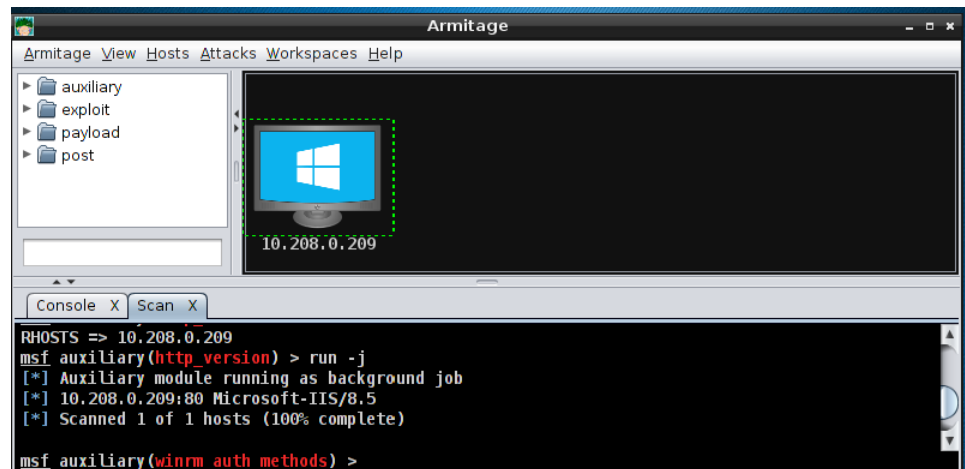 Armitage
Armitage View Hosts Attacks Workspaces Help
auxiliary
exploit
payload
post
10.208.0.209
Console X Scan X
RHOSTS => 10.208.0.209
msf auxiliary(http_version) > run -j
[*] Auxiliary module running as background job
[*] 10.208.0.209:80 Microsoft-IIS/8.5
[*] Scanned 1 of 1 hosts (100% complete)
msf auxiliary(winrm_auth_methods) >